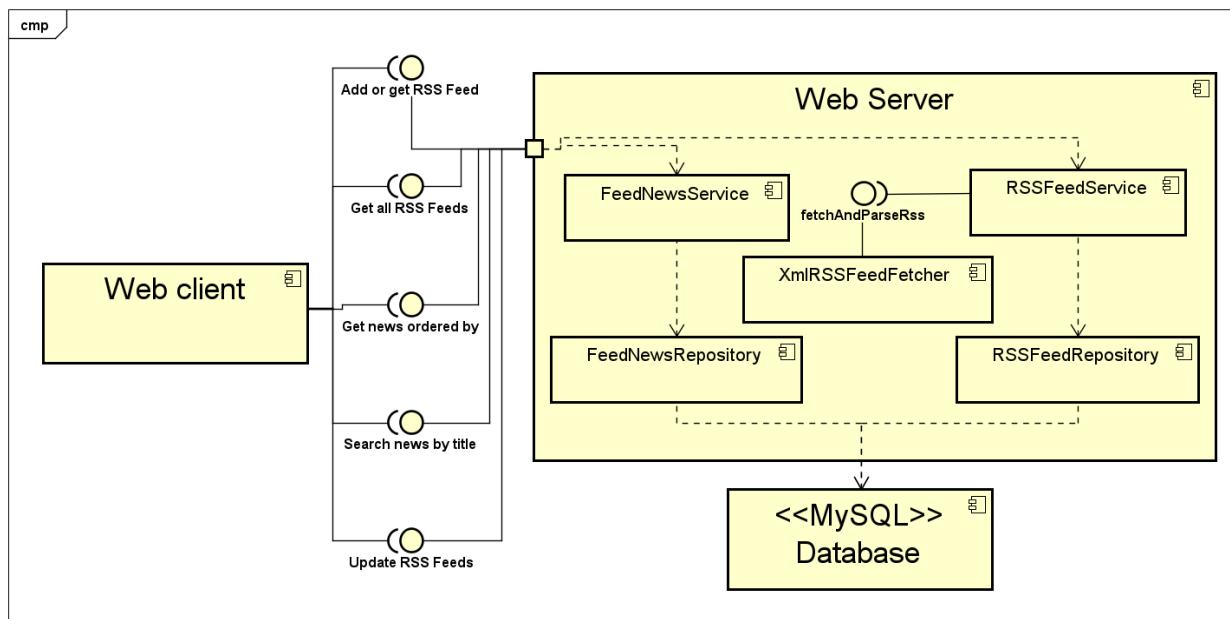 cmp
Add or get RSS Feed
Get all RSS Feeds
Get news ordered by
Search news by title
Update RSS Feeds
Web client
Web Server
FeedNewsService
RSSFeedService
fetchAndParseRss
XmlRSSFeedFetcher
FeedNewsRepository
RSSFeedRepository
<<MySQL>>
Database